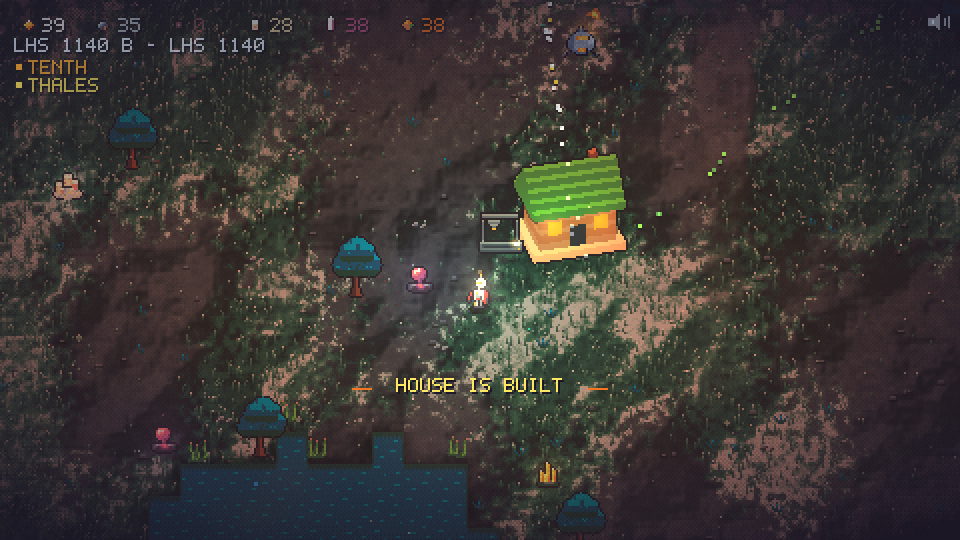 39 35 0 28 38 38
LHS 1140 B - LHS 1140
TENTH
THALES
HOUSE IS BUILT